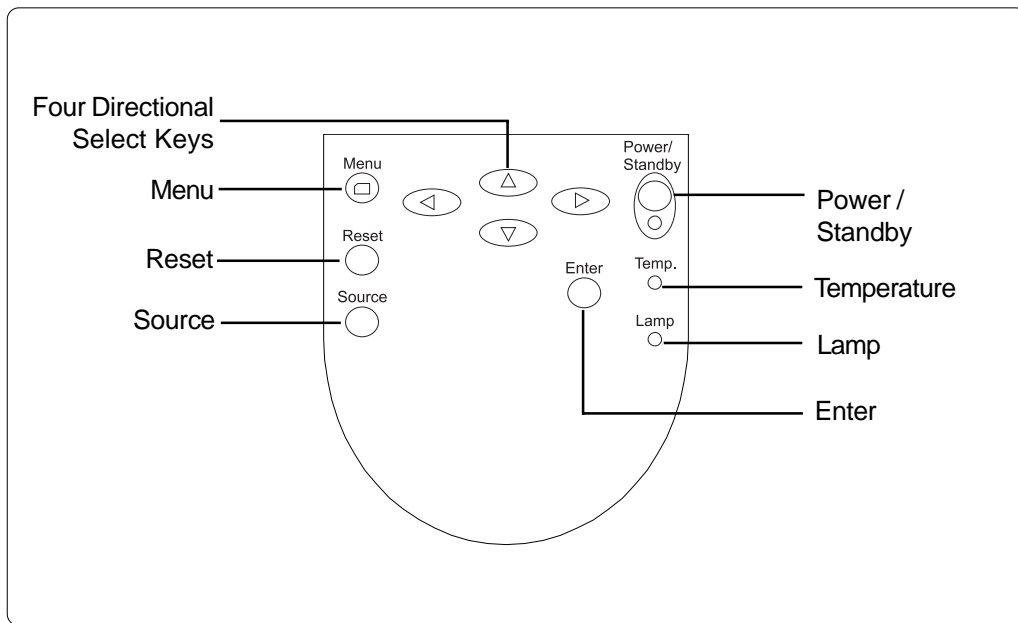 Four Directional
Select Keys
Menu
Reset
Source
Menu
Reset
Source
Enter
Power/
Standby
Temp.
Lamp
Power /
Standby
Temperature
Lamp
Enter